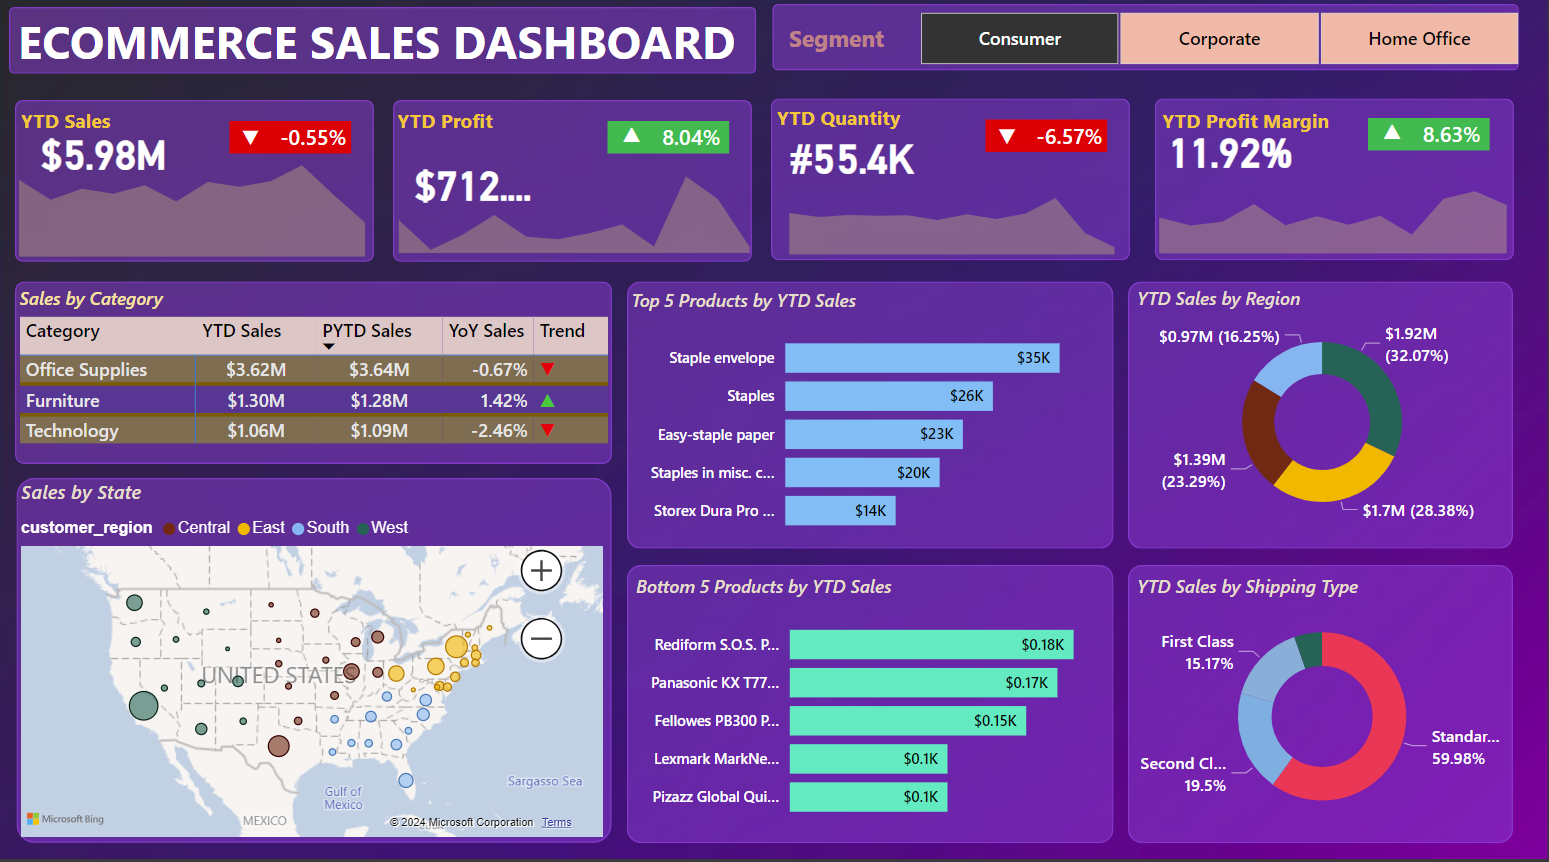 ECOMMERCE SALES DASHBOARD
Segment
Consumer
Corporate
Home Office
YTD Sales
-0.55%
$5.98M
YTD Profit
8.04%
$712....
YTD Quantity
-6.57%
#55.4K
YTD Profit Margin
8.63%
11.92%
Sales by Category
Category YTD Sales PYTD Sales YoY Sales Trend
Office Supplies $3.62M $3.64M -0.67%
Furniture $1.30M $1.28M 1.42%
Technology $1.06M $1.09M -2.46%
Top 5 Products by YTD Sales
Staple envelope $35K
Staples $26K
Easy-staple paper $23K
Staples in misc. c... $20K
Storex Dura Pro ... $14K
YTD Sales by Region
$0.97M (16.25%)
$1.92M
(32.07%)
$1.39M
(23.29%)
$1.7M (28.38%)
Sales by State
customer_region Central East South West
UNITED STATES
Gulf of
Mexico
Sargasso Sea
MEXICO
Microsoft Bing
© 2024 Microsoft Corporation Terms
Bottom 5 Products by YTD Sales
Rediform S.O.S. P... $0.18K
Panasonic KX T77... $0.17K
Fellowes PB300 P... $0.15K
Lexmark MarkNe... $0.1K
Pizazz Global Qui... $0.1K
YTD Sales by Shipping Type
First Class
15.17%
Second Cl...
19.5%
Standar...
59.98%